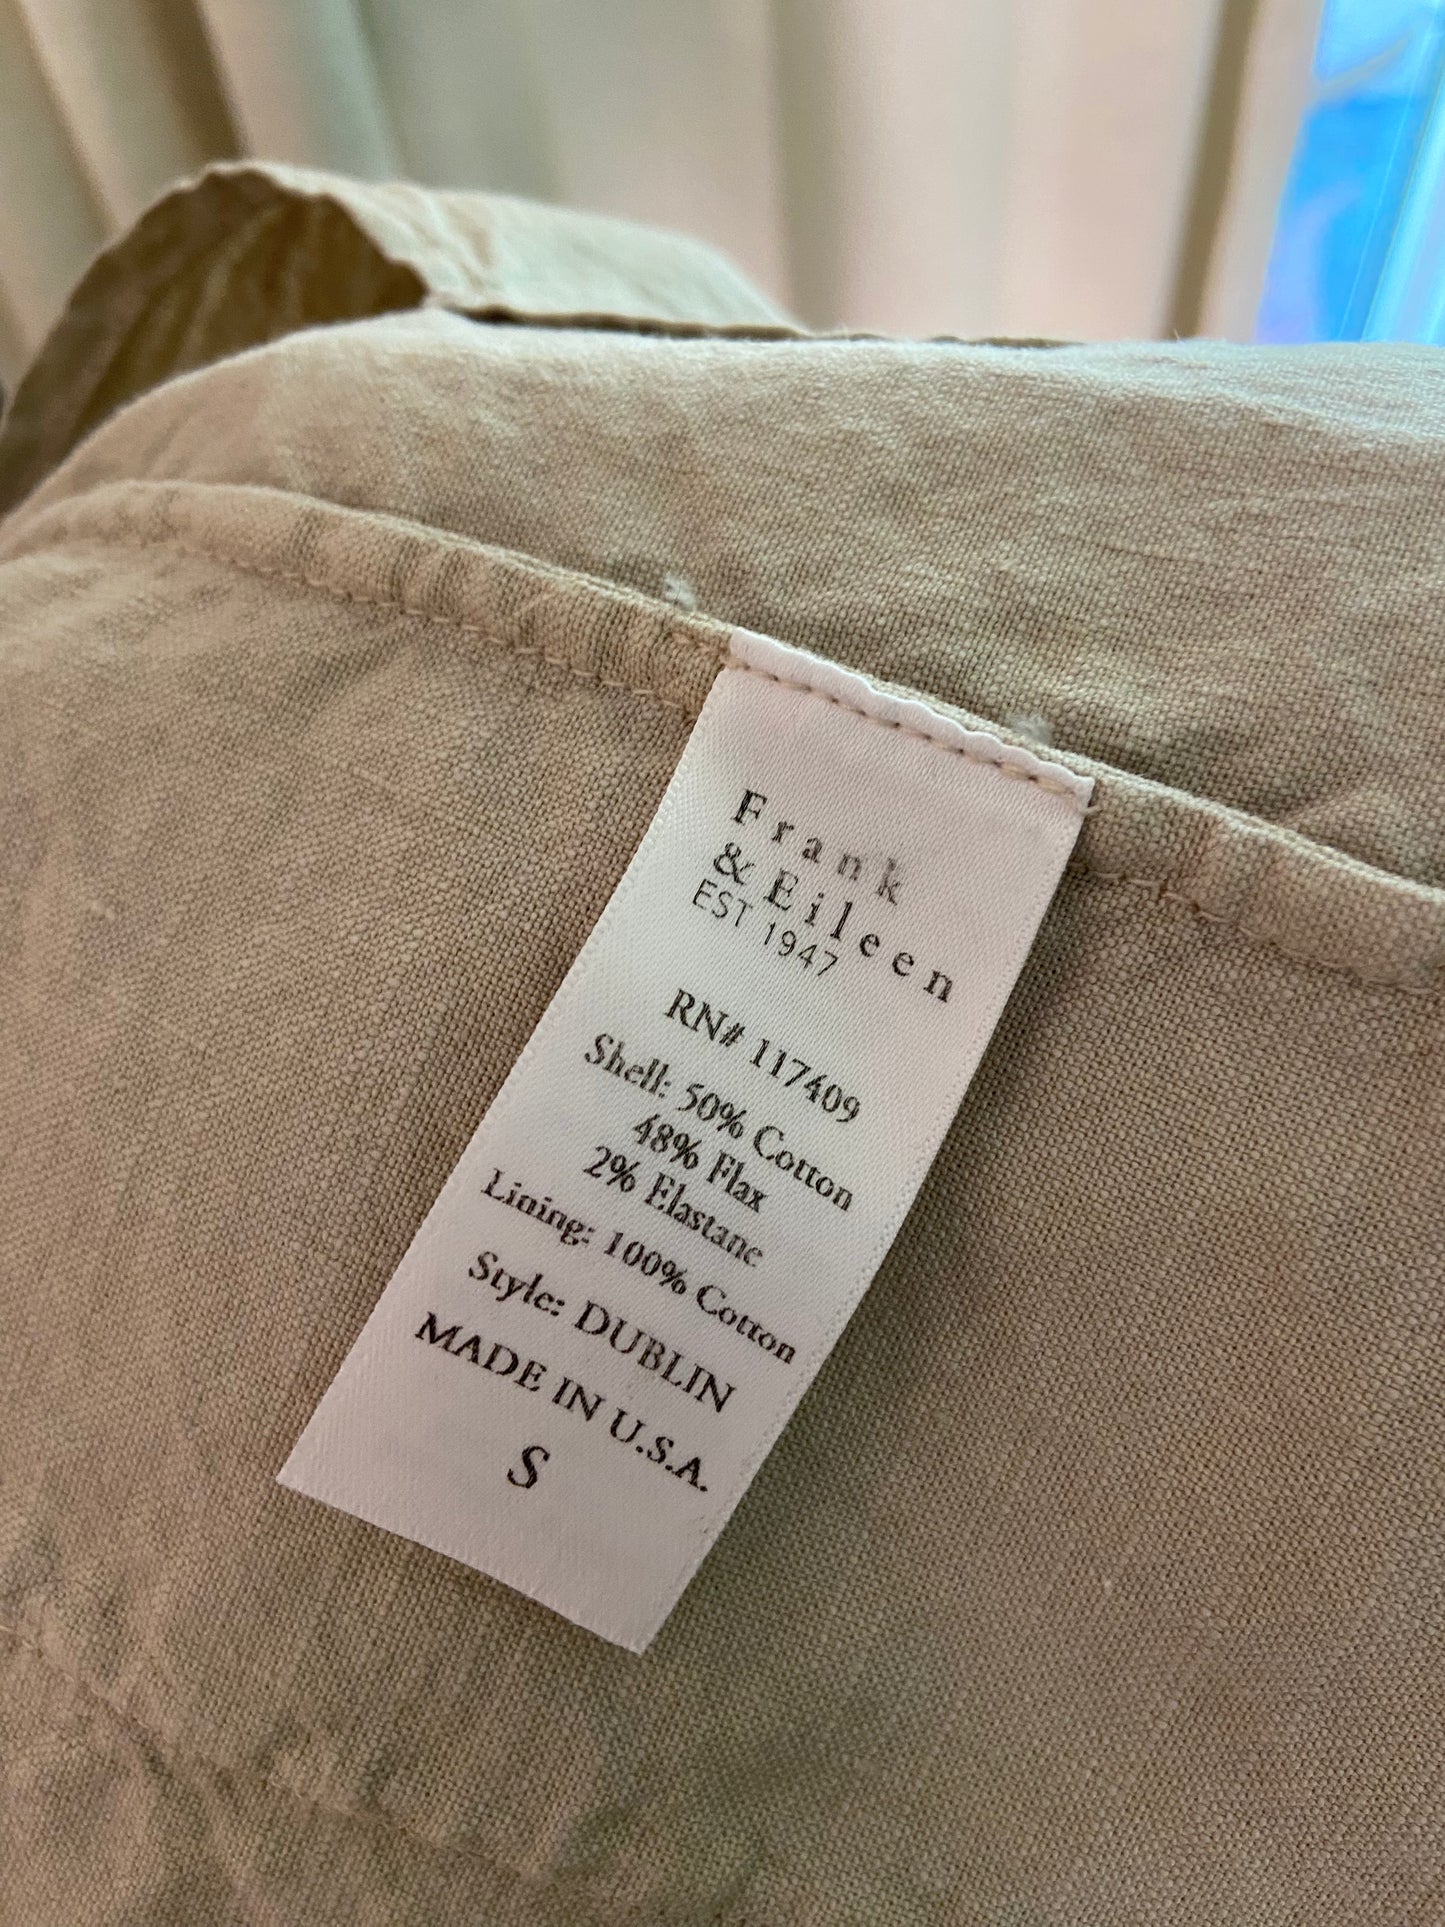 Frank
& Eileen
EST 1947
RN# 117409
Shell: 50% Cotton
48% Flax
2% Elastane
Lining: 100% Cotton
Style: DUBLIN
MADE IN U.S.A.
S